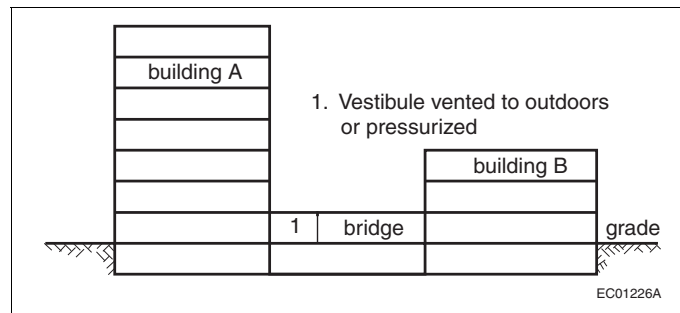 building A
1. Vestibule vented to outdoors
or pressurized
building B
1 bridge grade
EC01226A